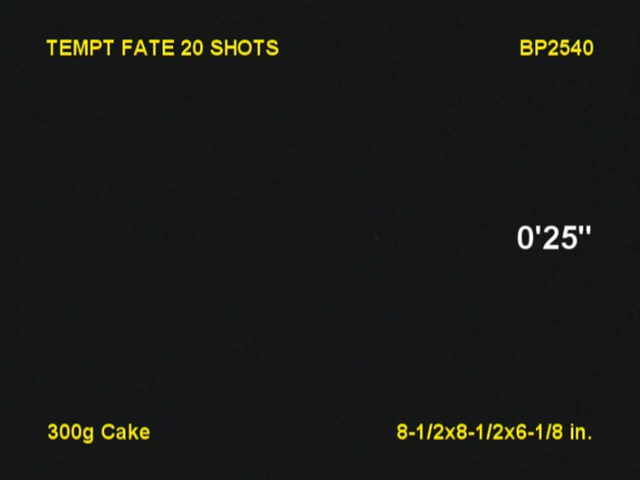 TEMPT FATE 20 SHOTS
BP2540
0'25"
300g Cake
8-1/2x8-1/2x6-1/8 in.